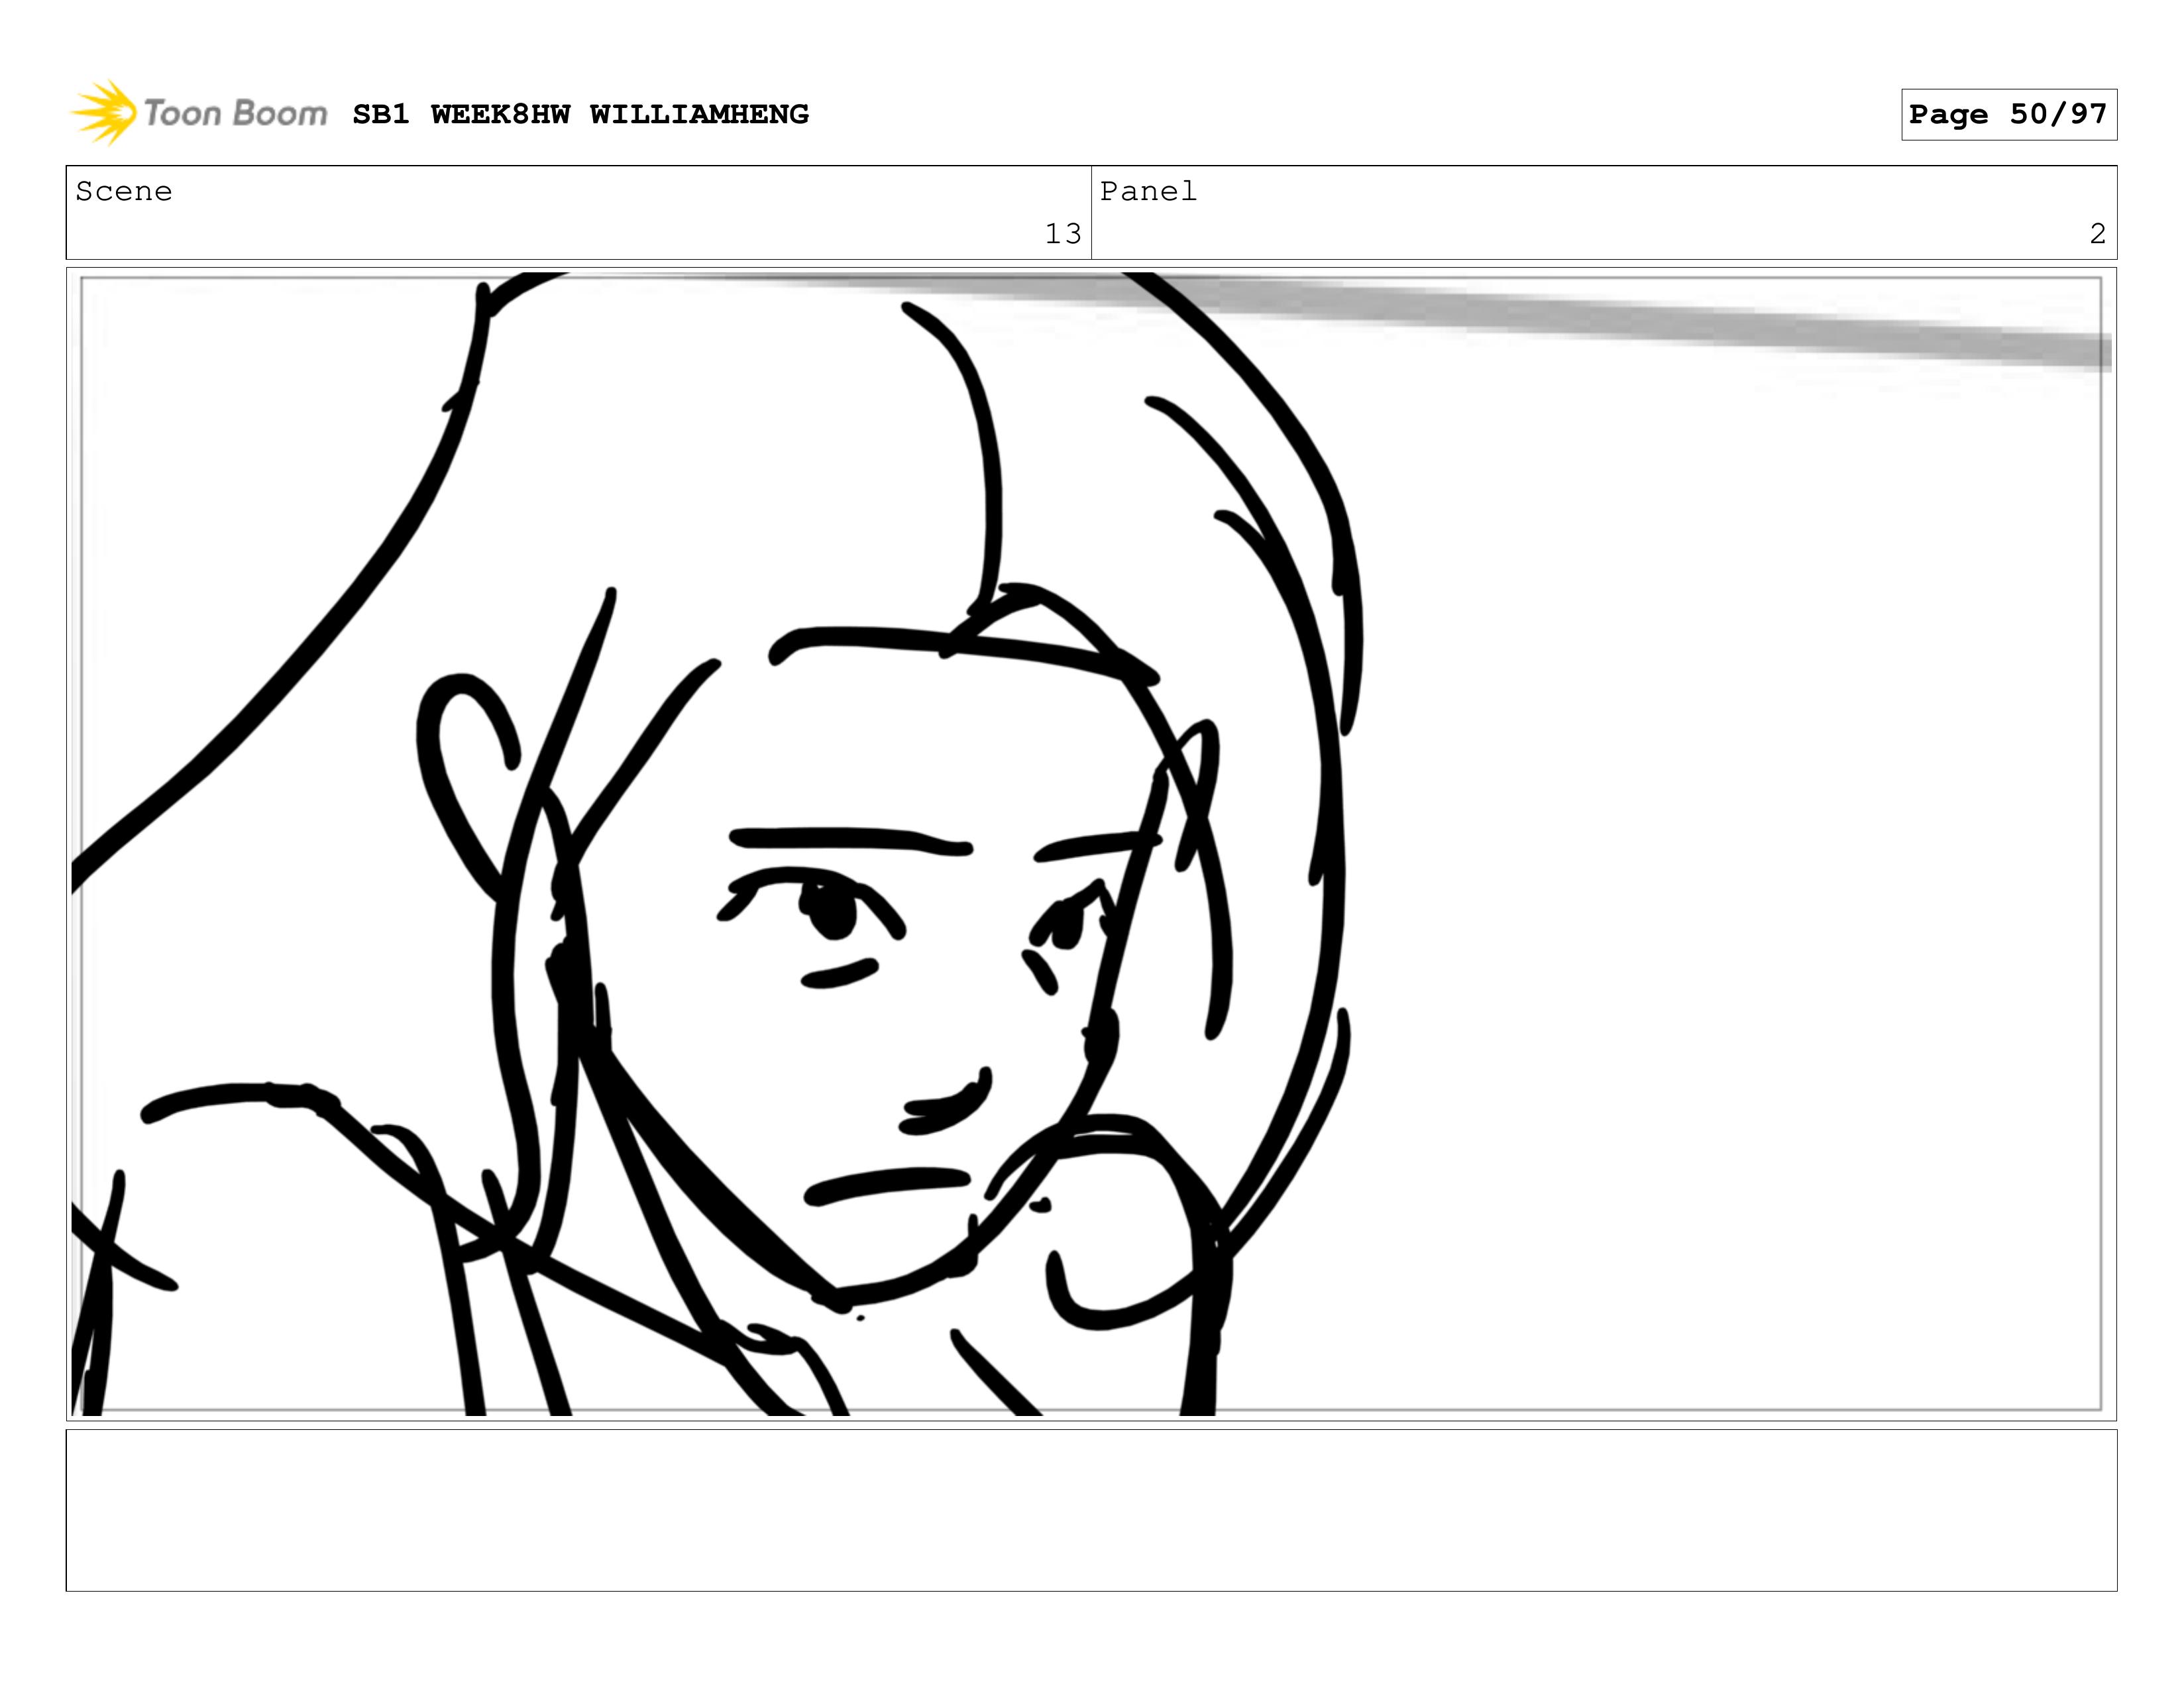 Toon Boom SB1 WEEK8HW WILLIAMHENG
Page 50/97
Scene
13
Panel
2